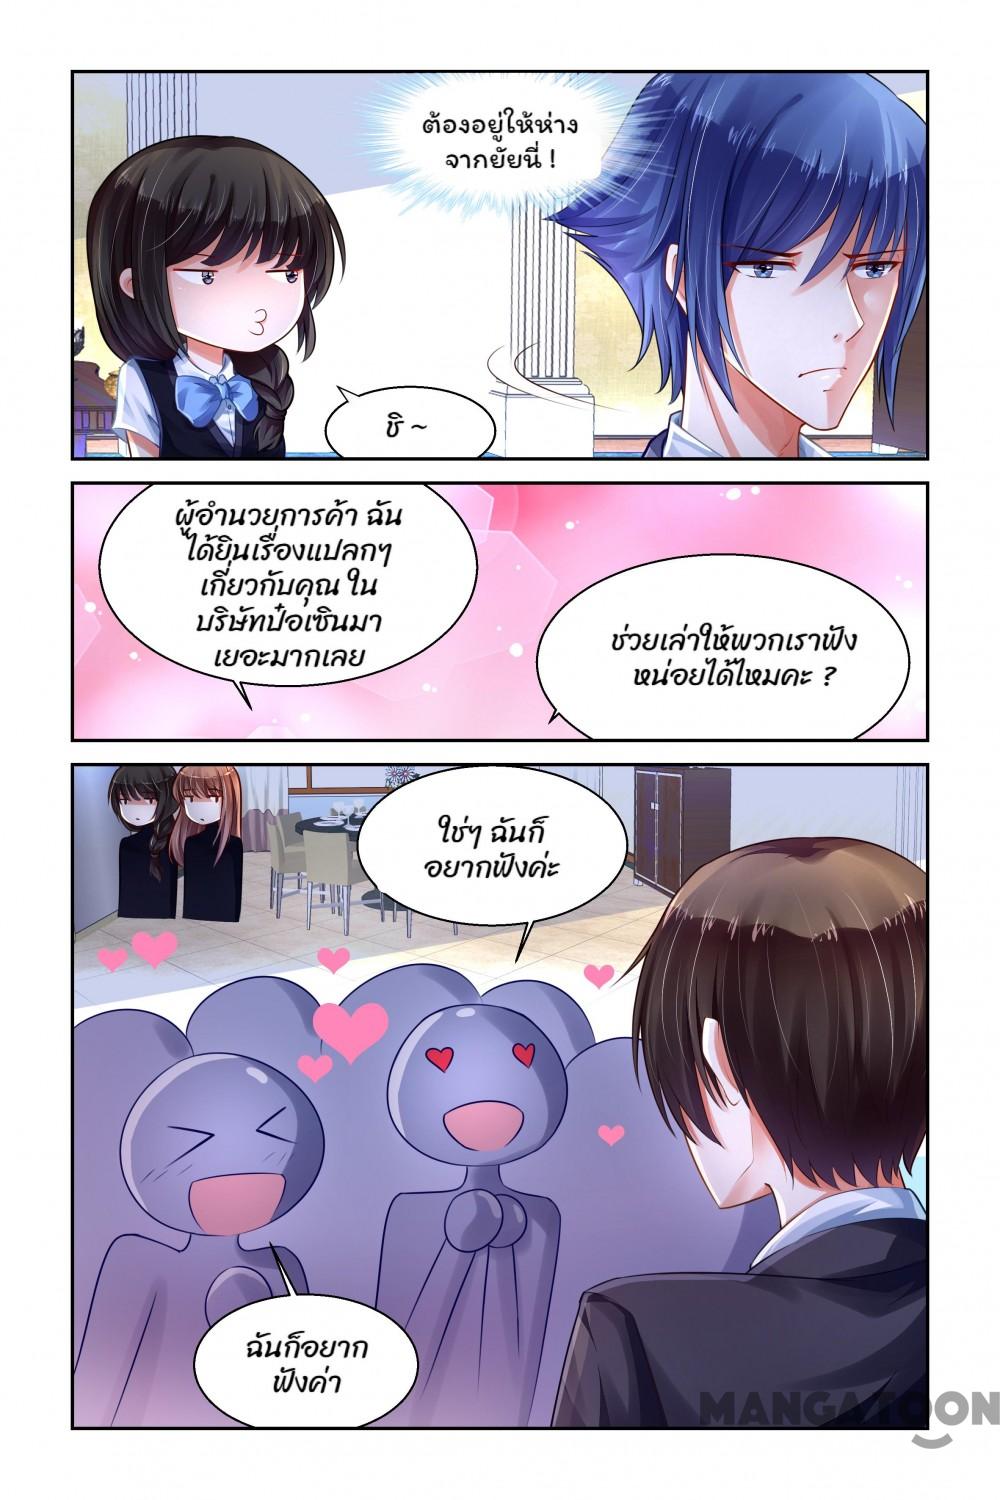 ต้องอยู่ให้ห่าง
จากยัยนี่ !
ชิ ~
ผู้อำนวยการค้า ฉัน
ได้ยินเรื่องแปลกๆ
เกี่ยวกับคุณ ใน
บริษัทป๋อเซินมา
เยอะมากเลย
ช่วยเล่าให้พวกเราฟัง
หน่อยได้ไหมคะ ?
ใช่ๆ ฉันก็
อยากฟังค่ะ
ฉันก็อยาก
ฟังค่า
MANGATOON